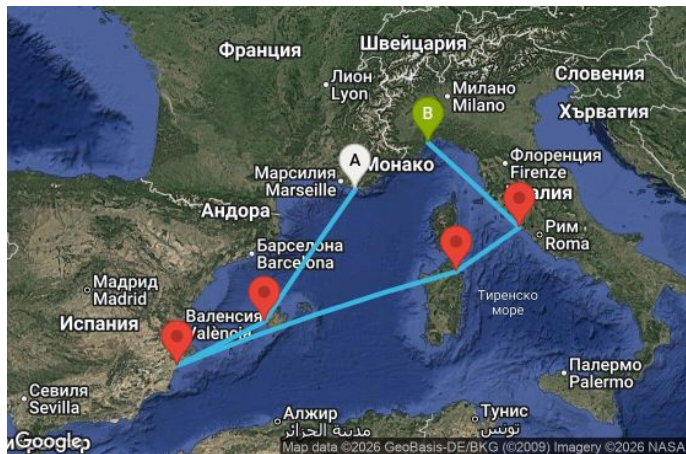 Франция
Швейцария
Лион
Lyon
Милано
Milano
Словения
Хърватия
B
A
Марсилия
Marseille
Монако
Флоренция
Firenze
Андора
Рим
Roma
Барселона
Barcelona
Мадрид
Madrid
Тиренско
море
Испания
Валенсия
València
Палермо
Palermo
Севиля
Sevilla
Алжир
مدينة الجزائر
Тунис
تونس
Google
Map data ©2026 GeoBasis-DE/BKG (©2009) Imagery ©2026 NASA